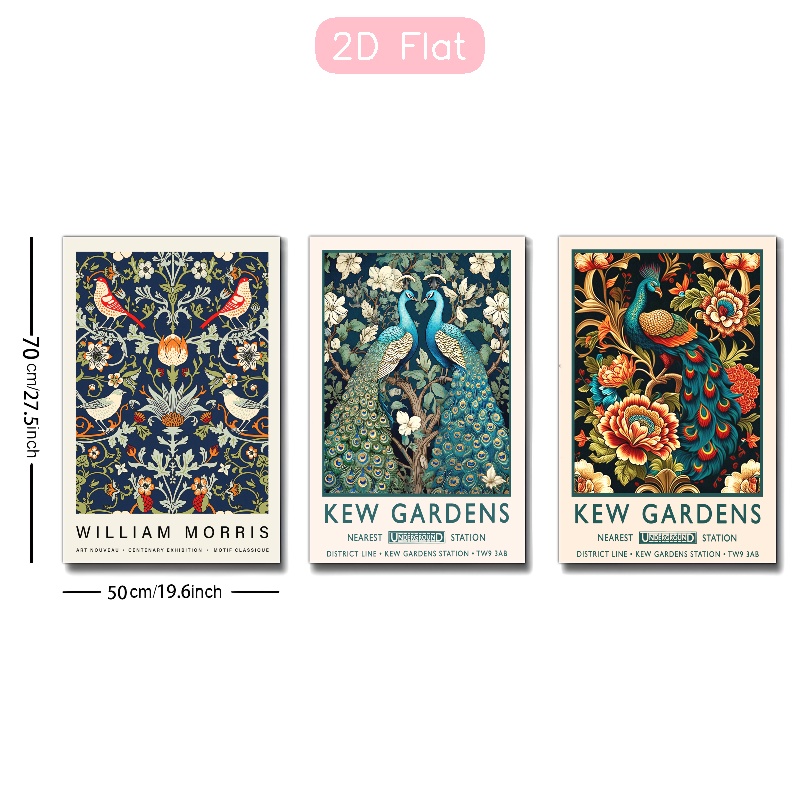 2D Flat
70 cm/27.5inch
WILLIAM MORRIS
ART NOUVEAU • CENTENARY EXHIBITION • MOTIF CLASSIQUE
50cm/19.6inch
KEW GARDENS
NEAREST UNDERGROUND STATION
DISTRICT LINE • KEW GARDENS STATION • TW9 3AB
KEW GARDENS
NEAREST UNDERGROUND STATION
DISTRICT LINE • KEW GARDENS STATION • TW9 3AB